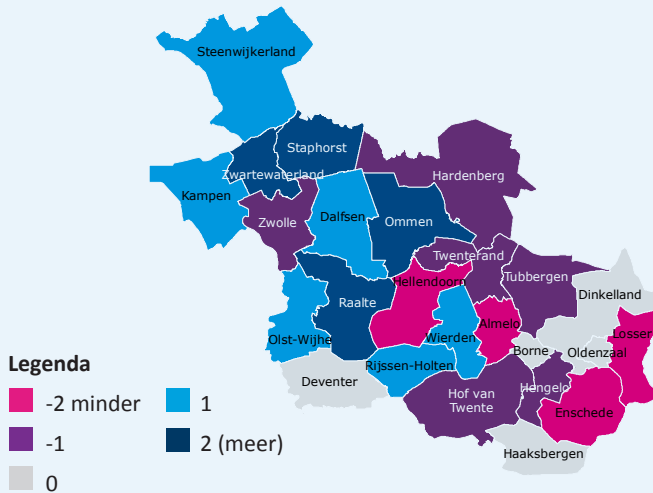 Steenwijkerland
Staphorst
Zwartewaterland
Hardenberg
Kampen
Dalfsen
Zwolle
Ommen
Twenterand
Tubbergen
Hellendoorn
Dinkelland
Raalte
Almelo
Losser
Olst-Wijhe
Wierden
Borne
Oldenzaal
Rijssen-Holten
Deventer
Hengelo
Hof van
Twente
Enschede
Haaksbergen
Legenda
-2 minder
-1
0
1
2 (meer)